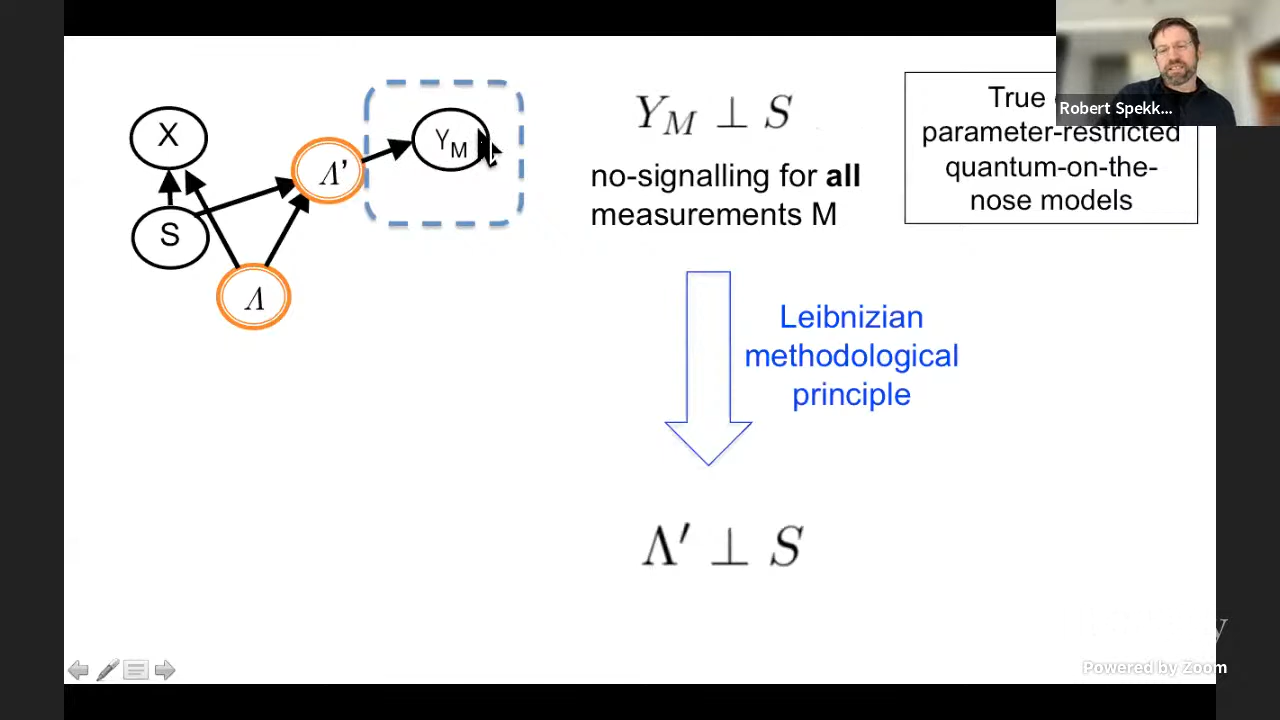 X
S
Λ
Λ’
Y_M
Y_M ⊥ S
no-signalling for all
measurements M
True
parameter-restricted
quantum-on-the-
nose models
Robert Spekk...
Leibnizian
methodological
principle
Λ′ ⊥ S
Powered by Zoom